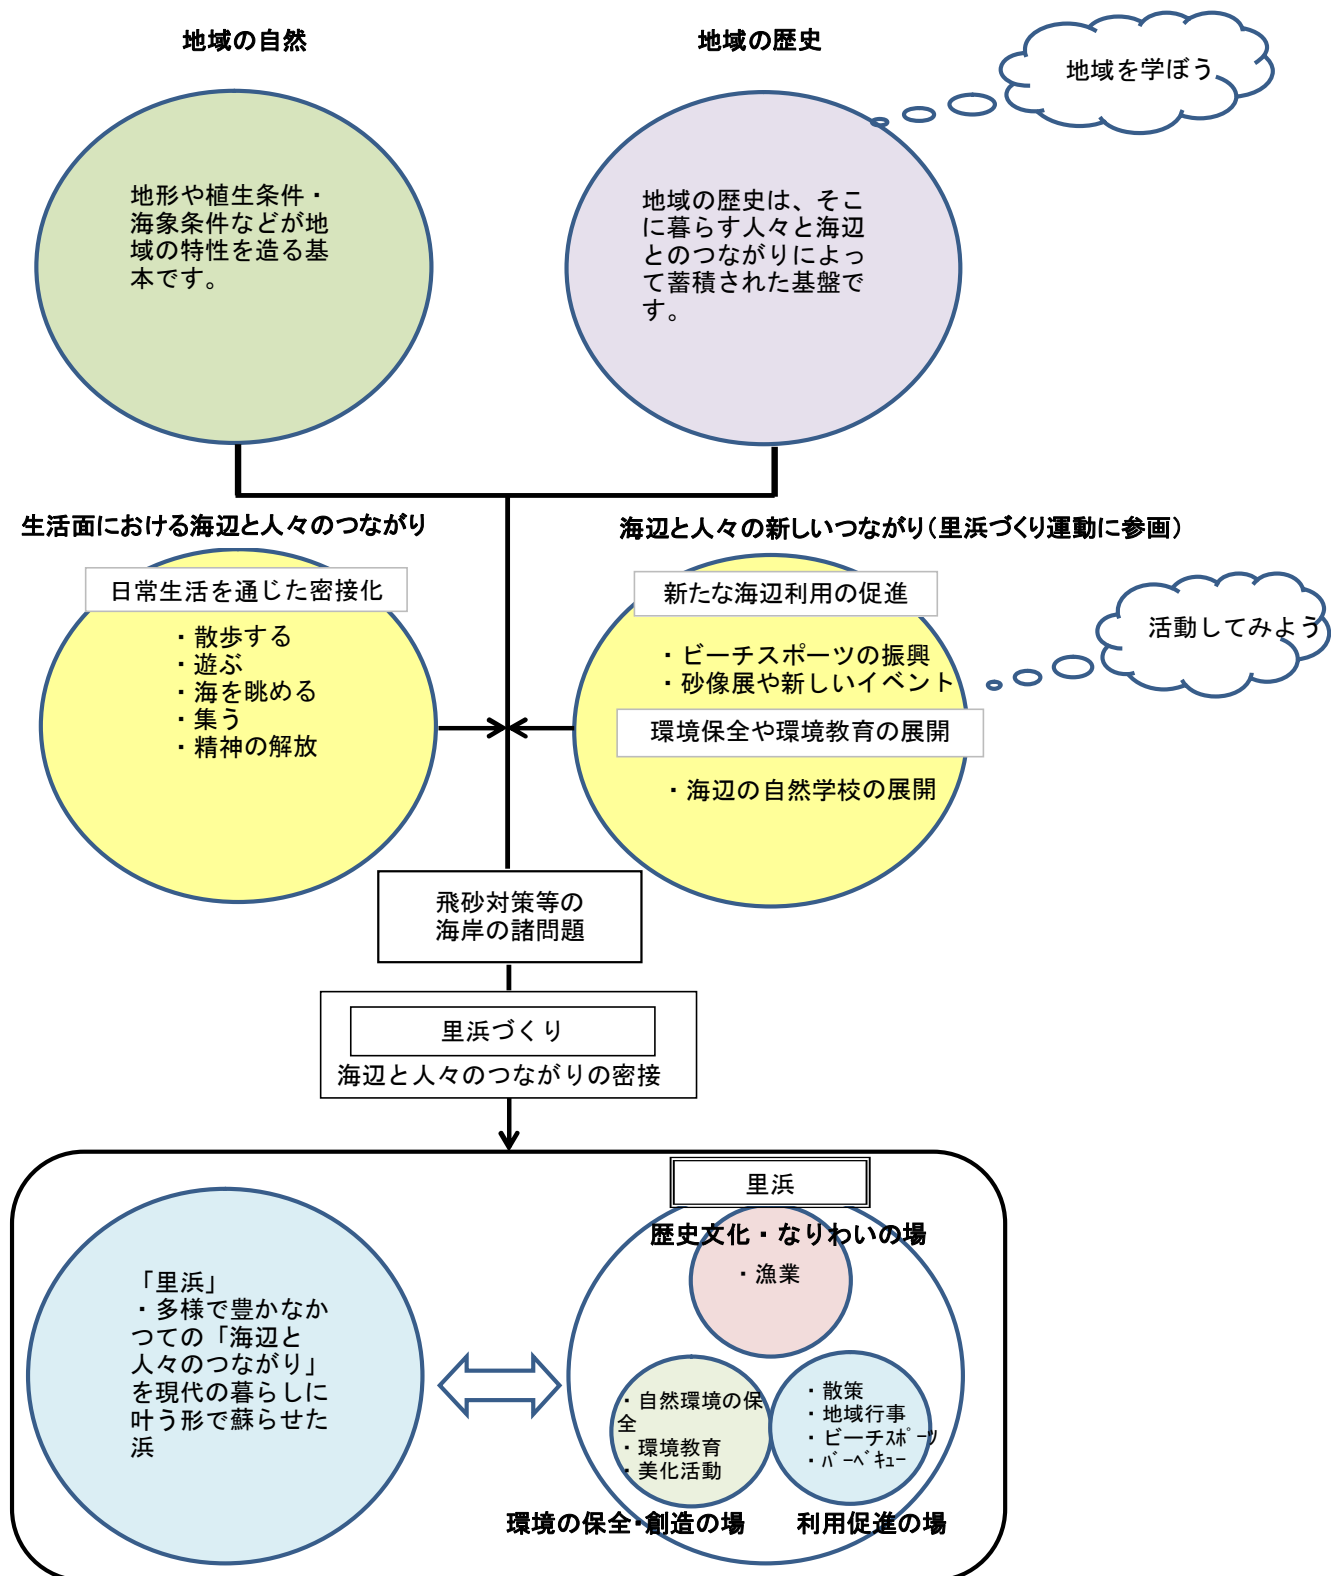 地域の自然
地域の歴史
地域を学ぼう
地形や植生条件・
海象条件などが地
域の特性を造る基
本です。
地域の歴史は、そこ
に暮らす人々と海辺
とのつながりによっ
て蓄積された基盤で
す。
生活面における海辺と人々のつながり
海辺と人々の新しいつながり(里浜づくり運動に参画)
日常生活を通じた密接化
・散歩する
・遊ぶ
・海を眺める
・集う
・精神の解放
新たな海辺利用の促進
・ビーチスポーツの振興
・砂像展や新しいイベント
環境保全や環境教育の展開
・海辺の自然学校の展開
活動してみよう
飛砂対策等の
海岸の諸問題
里浜づくり
海辺と人々のつながりの密接
「里浜」
・多様で豊かなか
つての「海辺と
人々のつながり」
を現代の暮らしに
叶う形で蘇らせた
浜
里浜
歴史文化・なりわいの場
・漁業
・自然環境の保
全
・環境教育
・美化活動
・散策
・地域行事
・ビーチｽﾎﾟｰﾂ
・ﾊﾞｰﾍﾞｷｭｰ
環境の保全・創造の場
利用促進の場